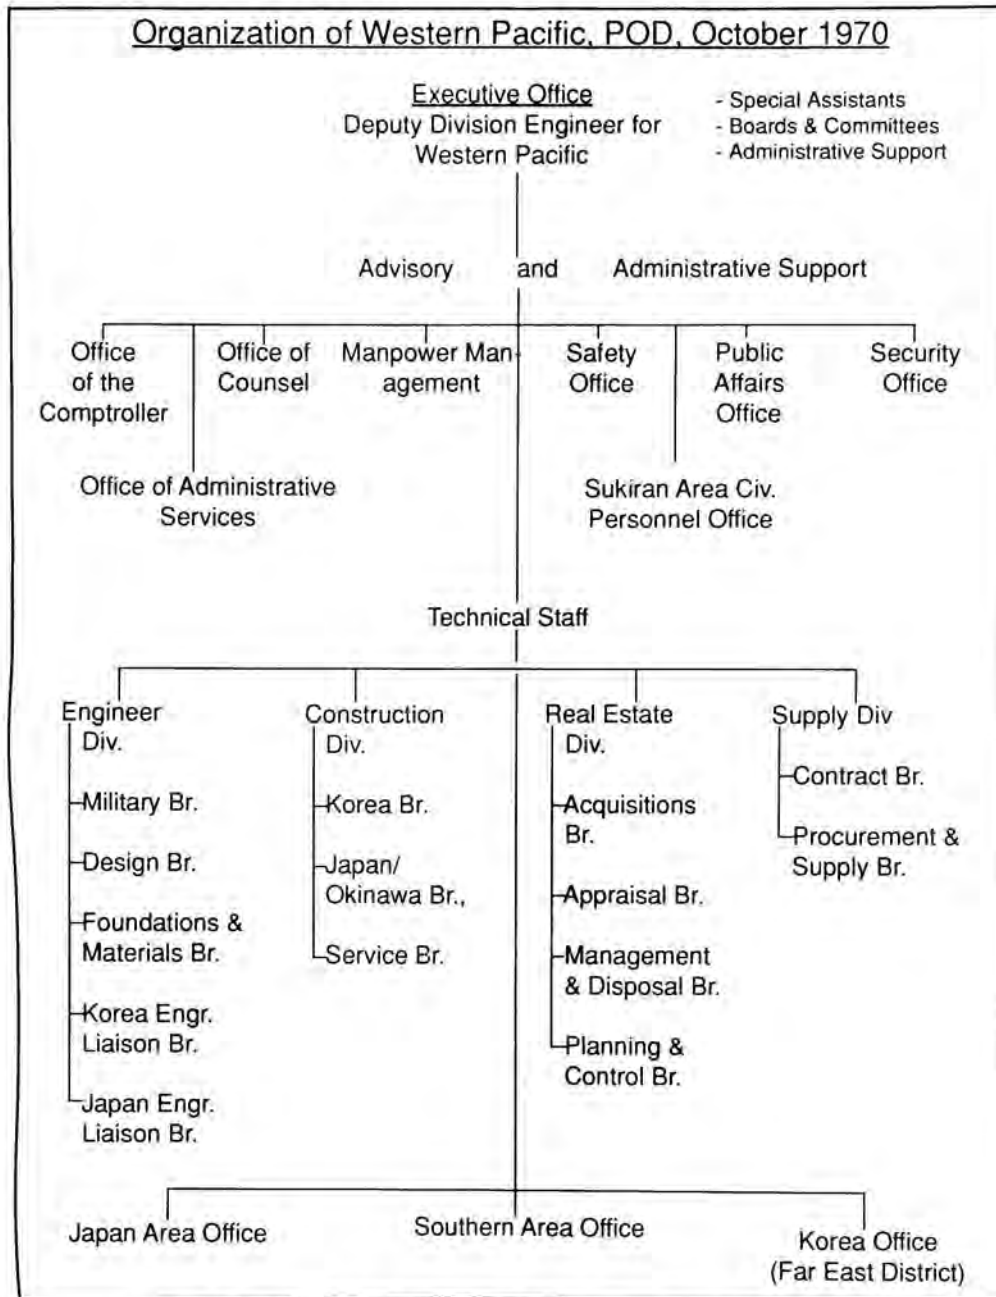 Organization of Western Pacific, POD, October 1970
Executive Office
Deputy Division Engineer for
Western Pacific
- Special Assistants
- Boards & Committees
- Administrative Support
Advisory and Administrative Support
Office
of the
Comptroller
Office of
Counsel
Manpower Man-
agement
Safety
Office
Public
Affairs
Office
Security
Office
Office of Administrative
Services
Sukiran Area Civ.
Personnel Office
Technical Staff
Engineer
Div.
Military Br.
Design Br.
Foundations &
Materials Br.
Korea Engr.
Liaison Br.
Japan Engr.
Liaison Br.
Construction
Div.
Korea Br.
Japan/
Okinawa Br.,
Service Br.
Real Estate
Div.
Acquisitions
Br.
Appraisal Br.
Management
& Disposal Br.
Planning &
Control Br.
Supply Div
Contract Br.
Procurement &
Supply Br.
Japan Area Office
Southern Area Office
Korea Office
(Far East District)